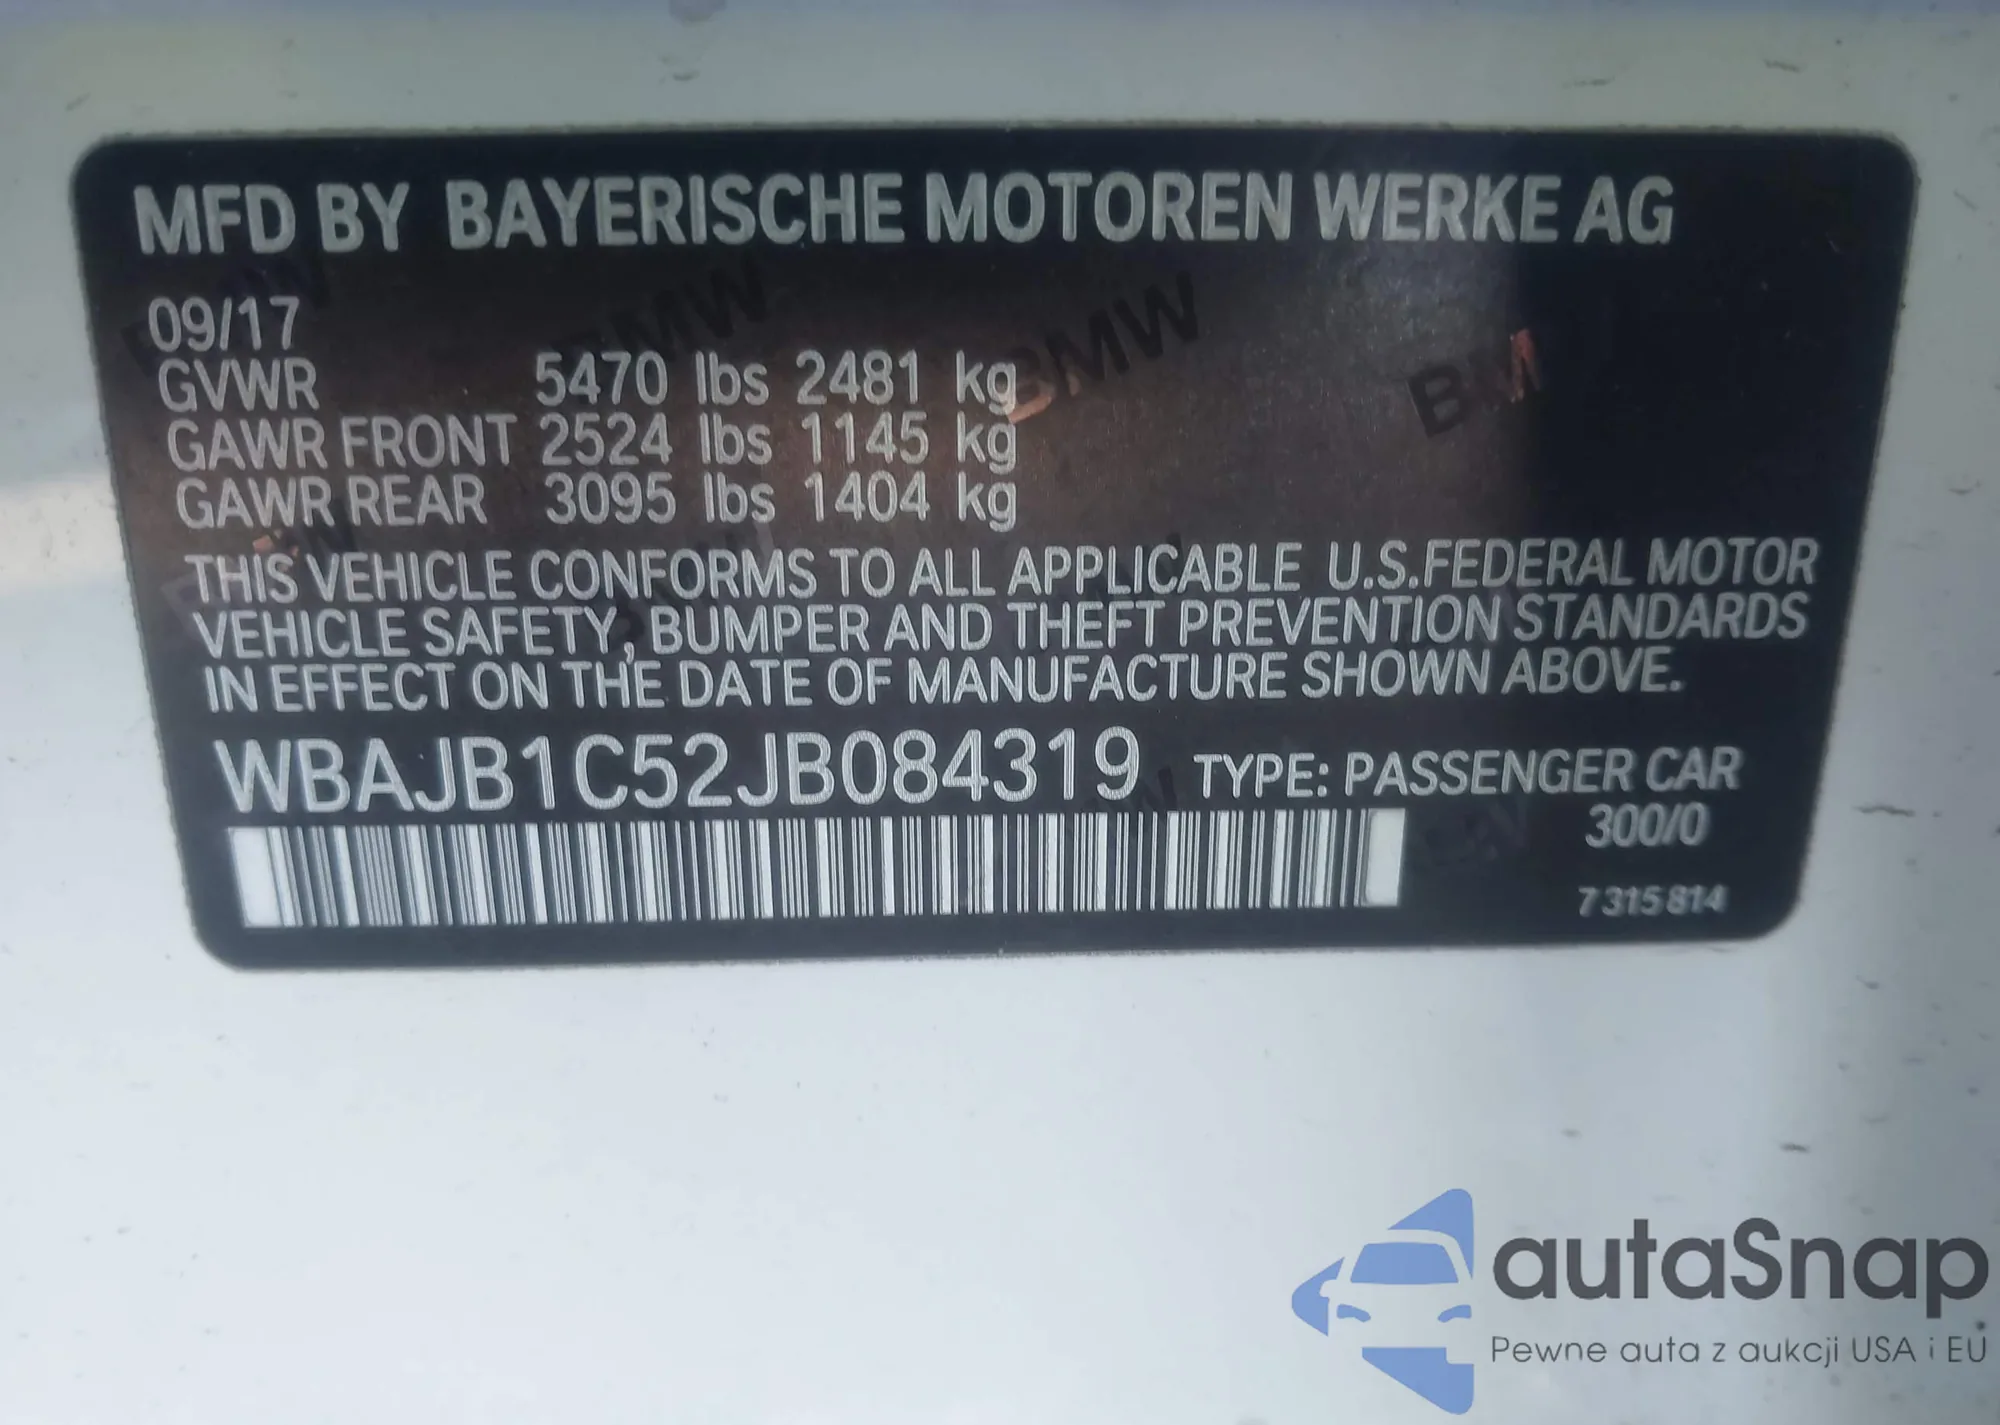 MFD BY BAYERISCHE MOTOREN WERKE AG
09/17
GVWR 5470 lbs 2481 kg
GAWR FRONT 2524 lbs 1145 kg
GAWR REAR 3095 lbs 1404 kg
THIS VEHICLE CONFORMS TO ALL APPLICABLE U.S.FEDERAL MOTOR
VEHICLE SAFETY, BUMPER AND THEFT PREVENTION STANDARDS
IN EFFECT ON THE DATE OF MANUFACTURE SHOWN ABOVE.
WBAJB1C52JB084319 TYPE: PASSENGER CAR
300/0
7 315 814
autaSnap
Pewne auta z aukcji USA i EU